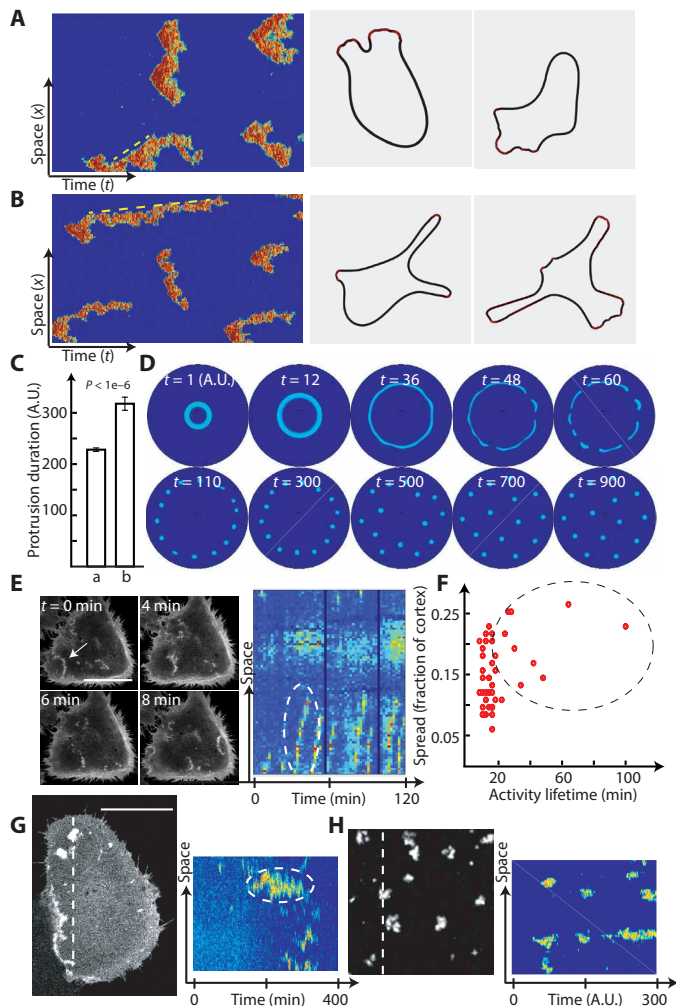 A
Space (x)
Time (t)
B
Space (x)
Time (t)
C
P < 1e–6
Protrusion duration (A.U.)
300
200
100
a b
D
t = 1 (A.U.) t = 12 t = 36 t = 48 t = 60
t = 110 t = 300 t = 500 t = 700 t = 900
E
t = 0 min 4 min
6 min 8 min
Space
0 Time (min) 120
F
Spread (fraction of cortex)
0.25
0.15
0.05
20 60 100
Activity lifetime (min)
G
Space
0 Time (min) 400
H
Space
0 Time (A.U.) 300